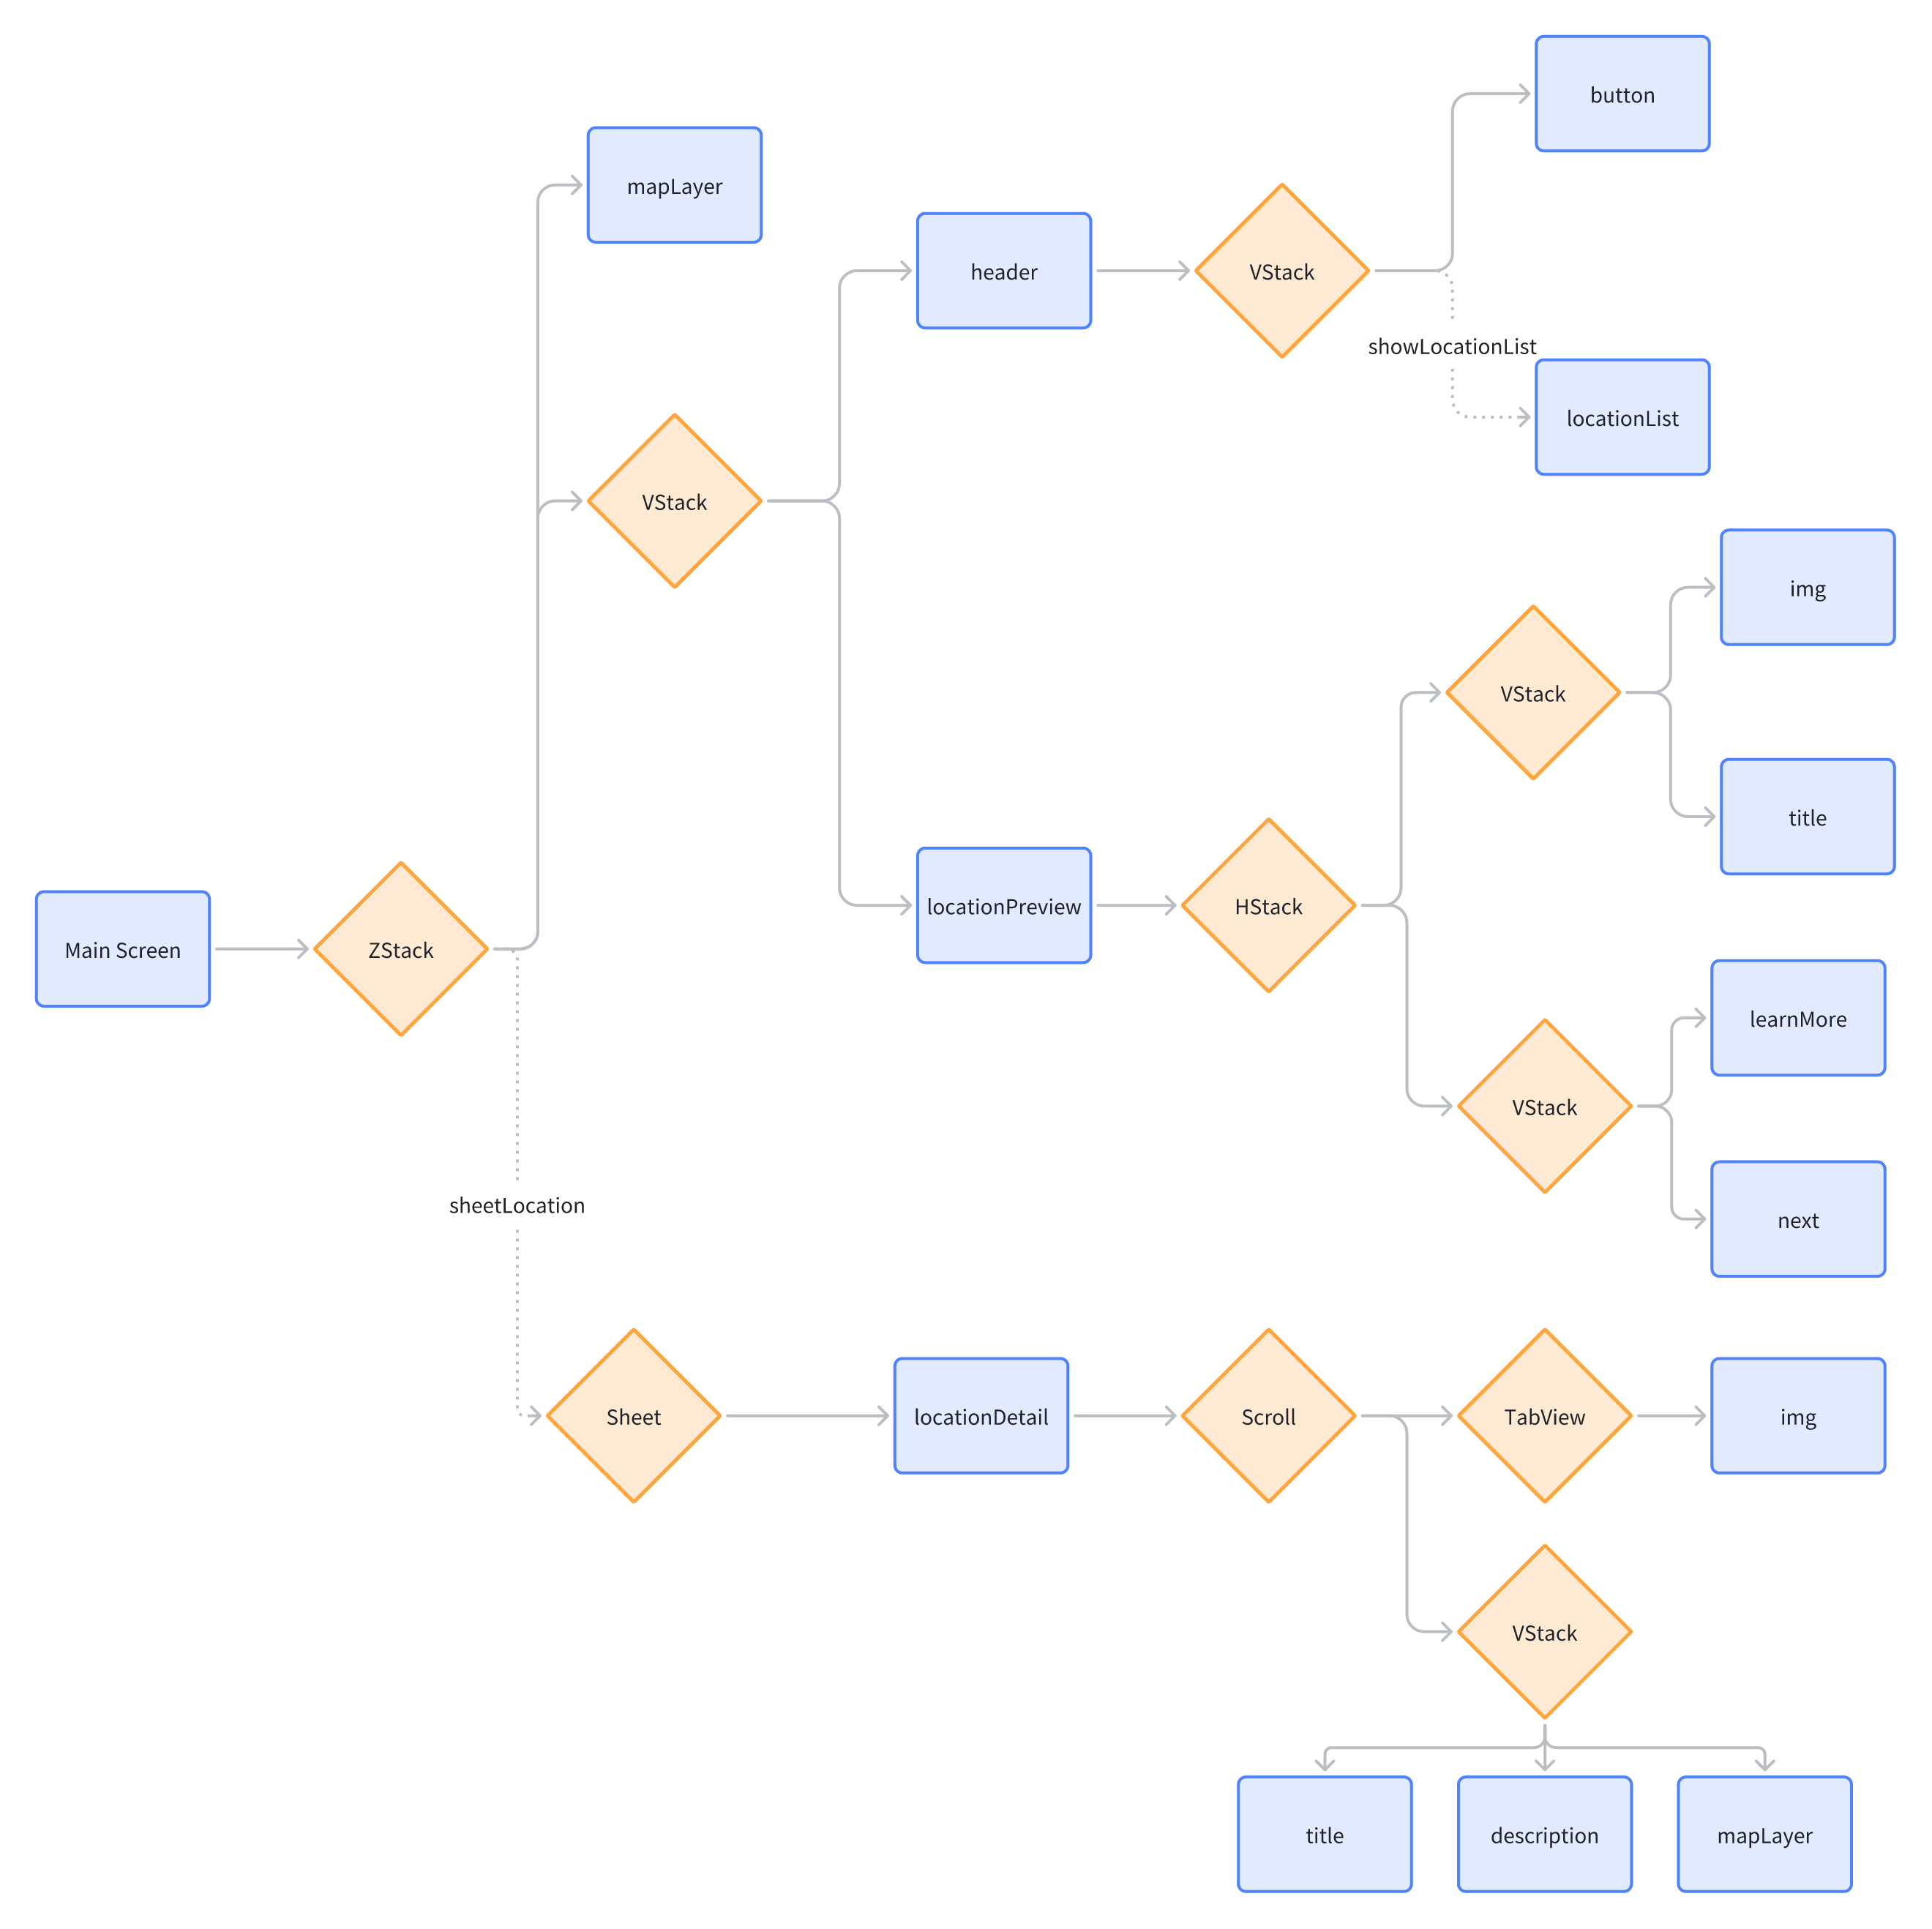 button
mapLayer
header
VStack
showLocationList
locationList
VStack
img
VStack
title
locationPreview
HStack
Main Screen
ZStack
learnMore
VStack
sheetLocation
next
Sheet
locationDetail
Scroll
TabView
img
VStack
title
description
mapLayer